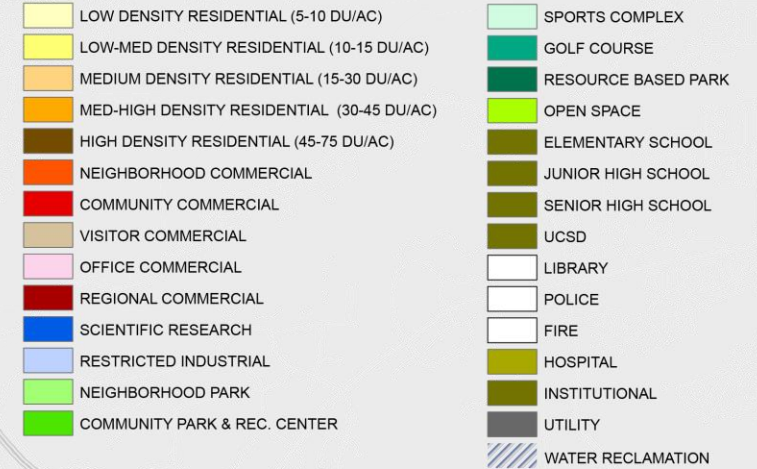 LOW DENSITY RESIDENTIAL (5-10 DU/AC)
LOW-MED DENSITY RESIDENTIAL (10-15 DU/AC)
MEDIUM DENSITY RESIDENTIAL (15-30 DU/AC)
MED-HIGH DENSITY RESIDENTIAL (30-45 DU/AC)
HIGH DENSITY RESIDENTIAL (45-75 DU/AC)
NEIGHBORHOOD COMMERCIAL
COMMUNITY COMMERCIAL
VISITOR COMMERCIAL
OFFICE COMMERCIAL
REGIONAL COMMERCIAL
SCIENTIFIC RESEARCH
RESTRICTED INDUSTRIAL
NEIGHBORHOOD PARK
COMMUNITY PARK & REC. CENTER
SPORTS COMPLEX
GOLF COURSE
RESOURCE BASED PARK
OPEN SPACE
ELEMENTARY SCHOOL
JUNIOR HIGH SCHOOL
SENIOR HIGH SCHOOL
UCSD
LIBRARY
POLICE
FIRE
HOSPITAL
INSTITUTIONAL
UTILITY
WATER RECLAMATION